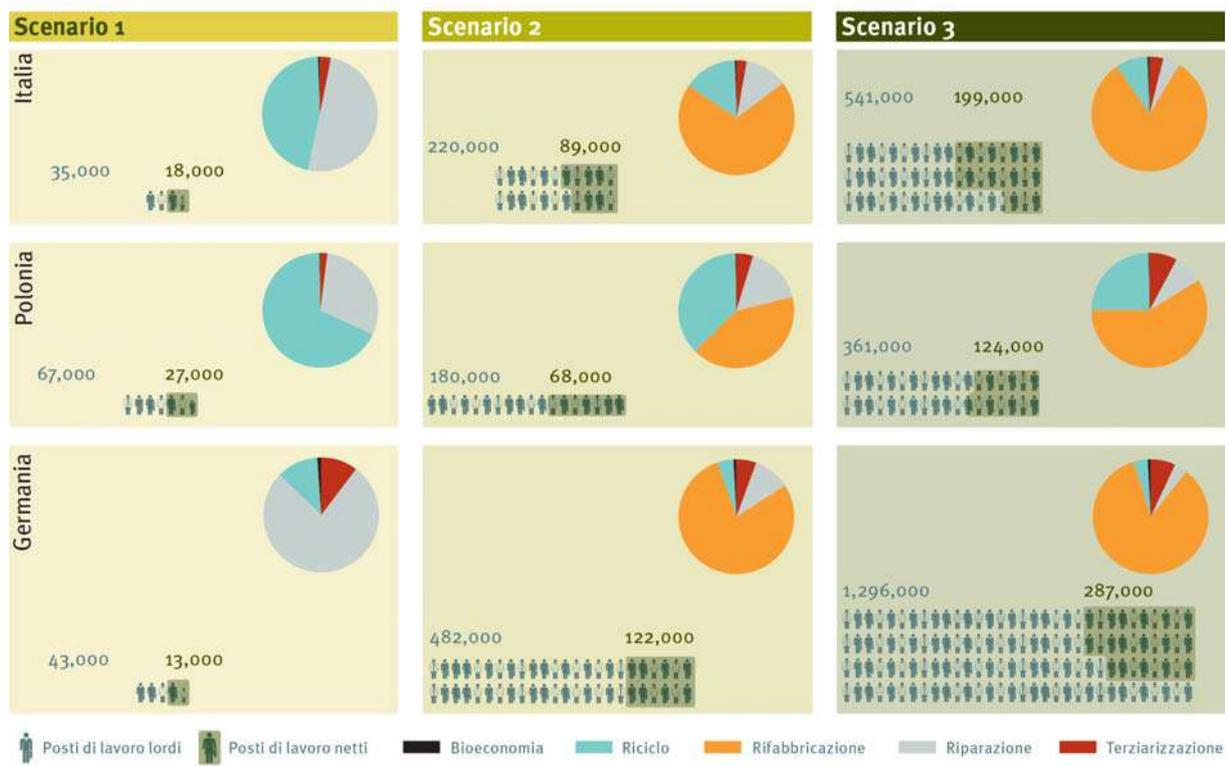 Scenario 1
Scenario 2
Scenario 3
Italia
35,000 18,000
220,000 89,000
541,000 199,000
Polonia
67,000 27,000
180,000 68,000
361,000 124,000
Germania
43,000 13,000
482,000 122,000
1,296,000 287,000
Posti di lavoro lordi
Posti di lavoro netti
Bioeconomia
Riciclo
Rifabbricazione
Riparazione
Terziarizzazione